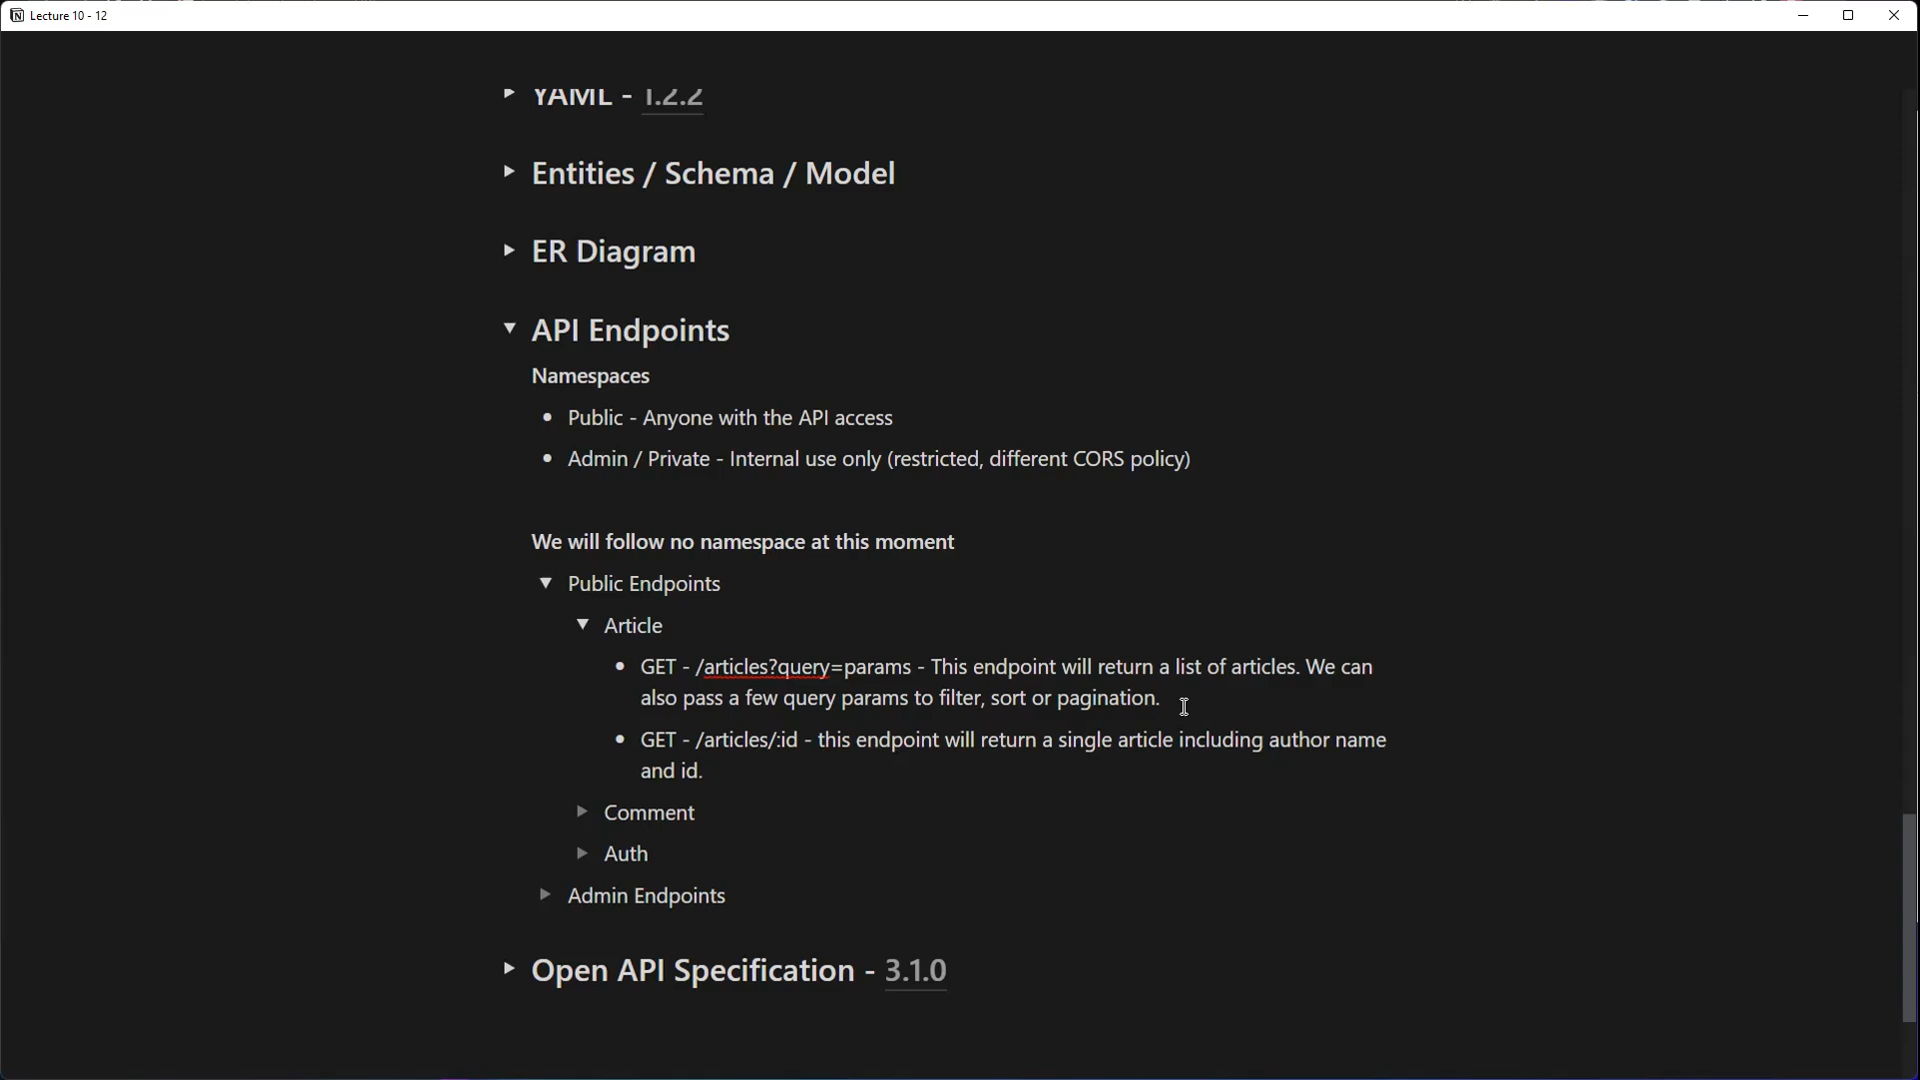 Lecture 10 - 12
YAML - 1.2.2
Entities / Schema / Model
ER Diagram
API Endpoints
Namespaces
Public - Anyone with the API access
Admin / Private - Internal use only (restricted, different CORS policy)
We will follow no namespace at this moment
Public Endpoints
Article
GET - /articles?query=params - This endpoint will return a list of articles. We can
also pass a few query params to filter, sort or pagination.
GET - /articles/:id - this endpoint will return a single article including author name
and id.
Comment
Auth
Admin Endpoints
Open API Specification - 3.1.0